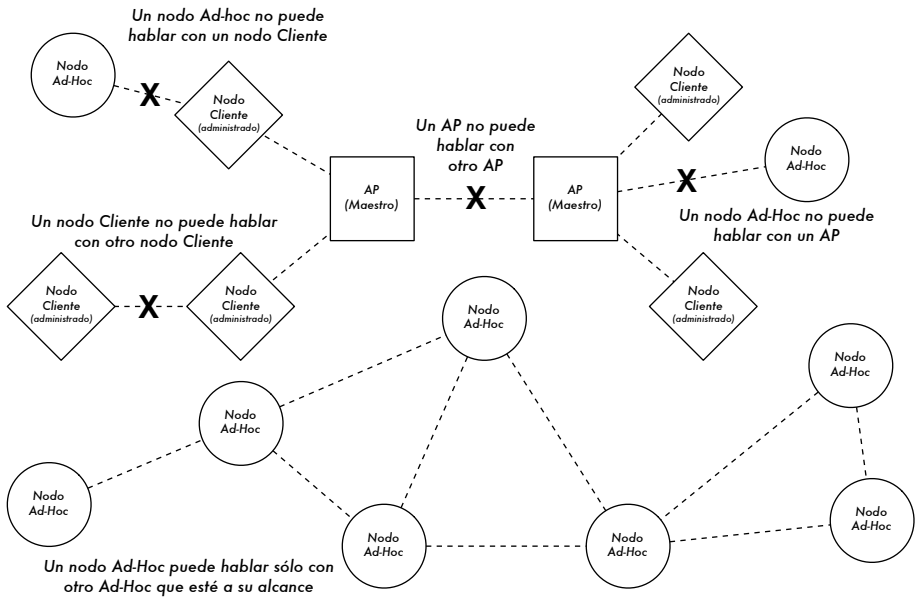 Un nodo Ad-hoc no puede
hablar con un nodo Cliente
Nodo
Ad-Hoc
Nodo
Cliente
(administrado)
Nodo
Cliente
(administrado)
Un AP no puede
hablar con
otro AP
Nodo
Ad-Hoc
X
X
X
AP
(Maestro)
AP
(Maestro)
Un nodo Ad-Hoc no puede
hablar con un AP
Un nodo Cliente no puede hablar
con otro nodo Cliente
Nodo
Cliente
(administrado)
X
Nodo
Cliente
(administrado)
Nodo
Cliente
(administrado)
Nodo
Ad-Hoc
Nodo
Ad-Hoc
Nodo
Ad-Hoc
Nodo
Ad-Hoc
Nodo
Ad-Hoc
Nodo
Ad-Hoc
Nodo
Ad-Hoc
Un nodo Ad-Hoc puede hablar sólo con
otro Ad-Hoc que esté a su alcance